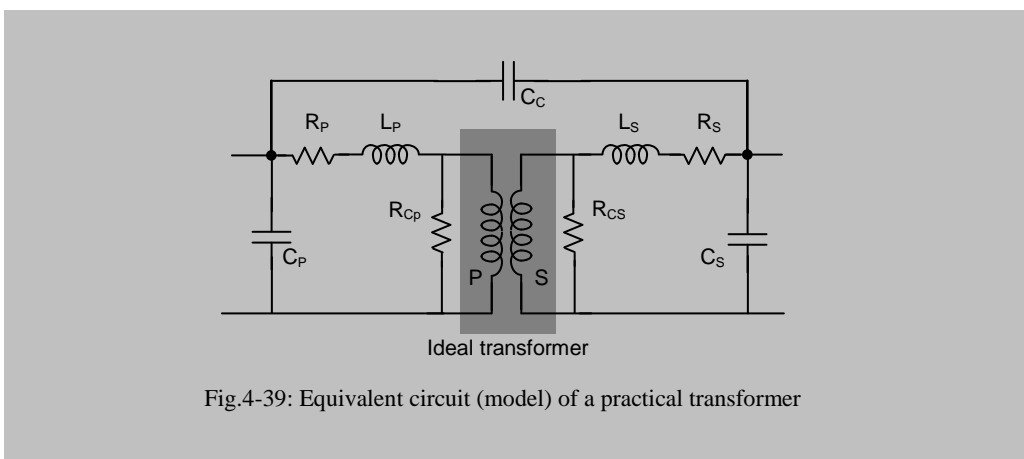 C_C
R_P L_P L_S R_S
R_Cp R_CS
C_P P S C_S
Ideal transformer
Fig.4-39: Equivalent circuit (model) of a practical transformer